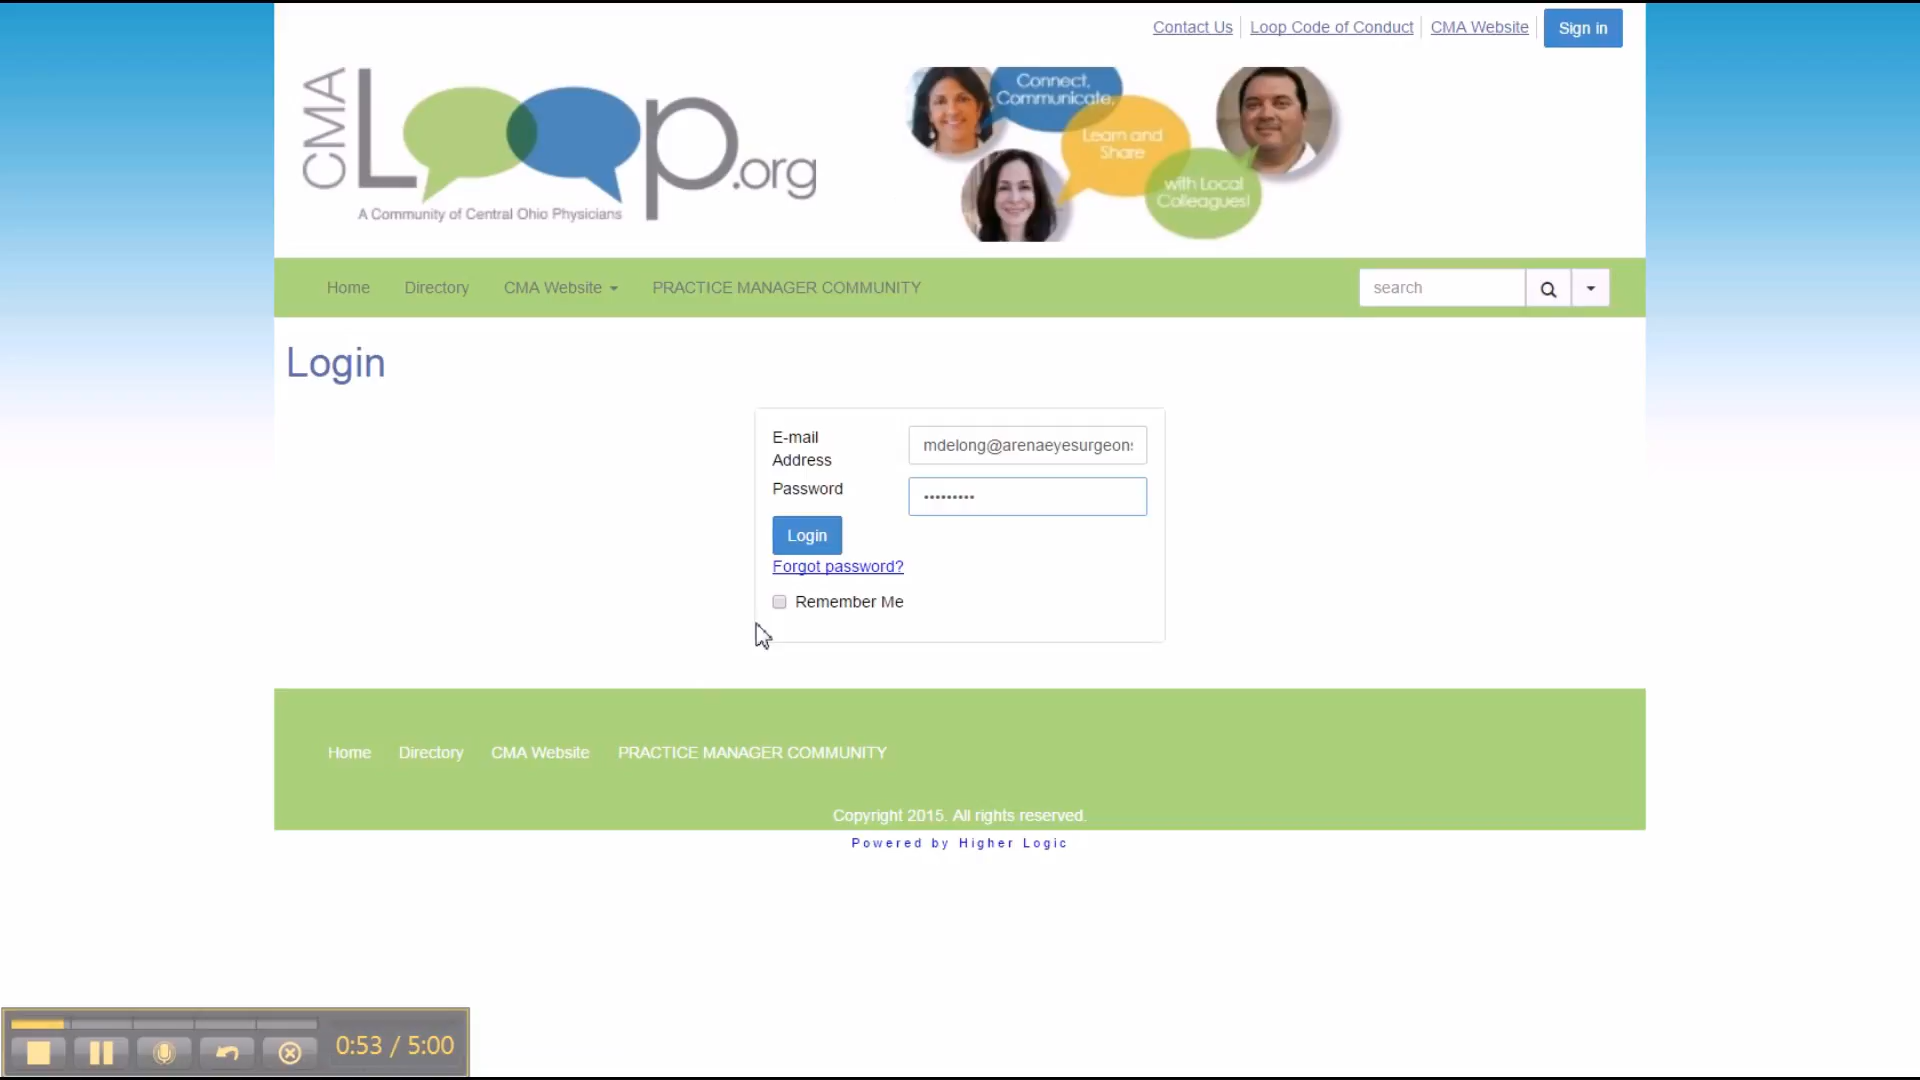 Contact Us Loop Code of Conduct CMA Website Sign in
CMA Loop.org
A Community of Central Ohio Physicians
Connect,
Communicate,
Learn and
Share
with Local
Colleagues!
Home Directory CMA Website PRACTICE MANAGER COMMUNITY search
Login
E-mail
Address
mdelong@arenaeyesurgeon
Password •••••••••
Login
Forgot password?
Remember Me
Home Directory CMA Website PRACTICE MANAGER COMMUNITY
Copyright 2015. All rights reserved.
Powered by Higher Logic
0:53 / 5:00